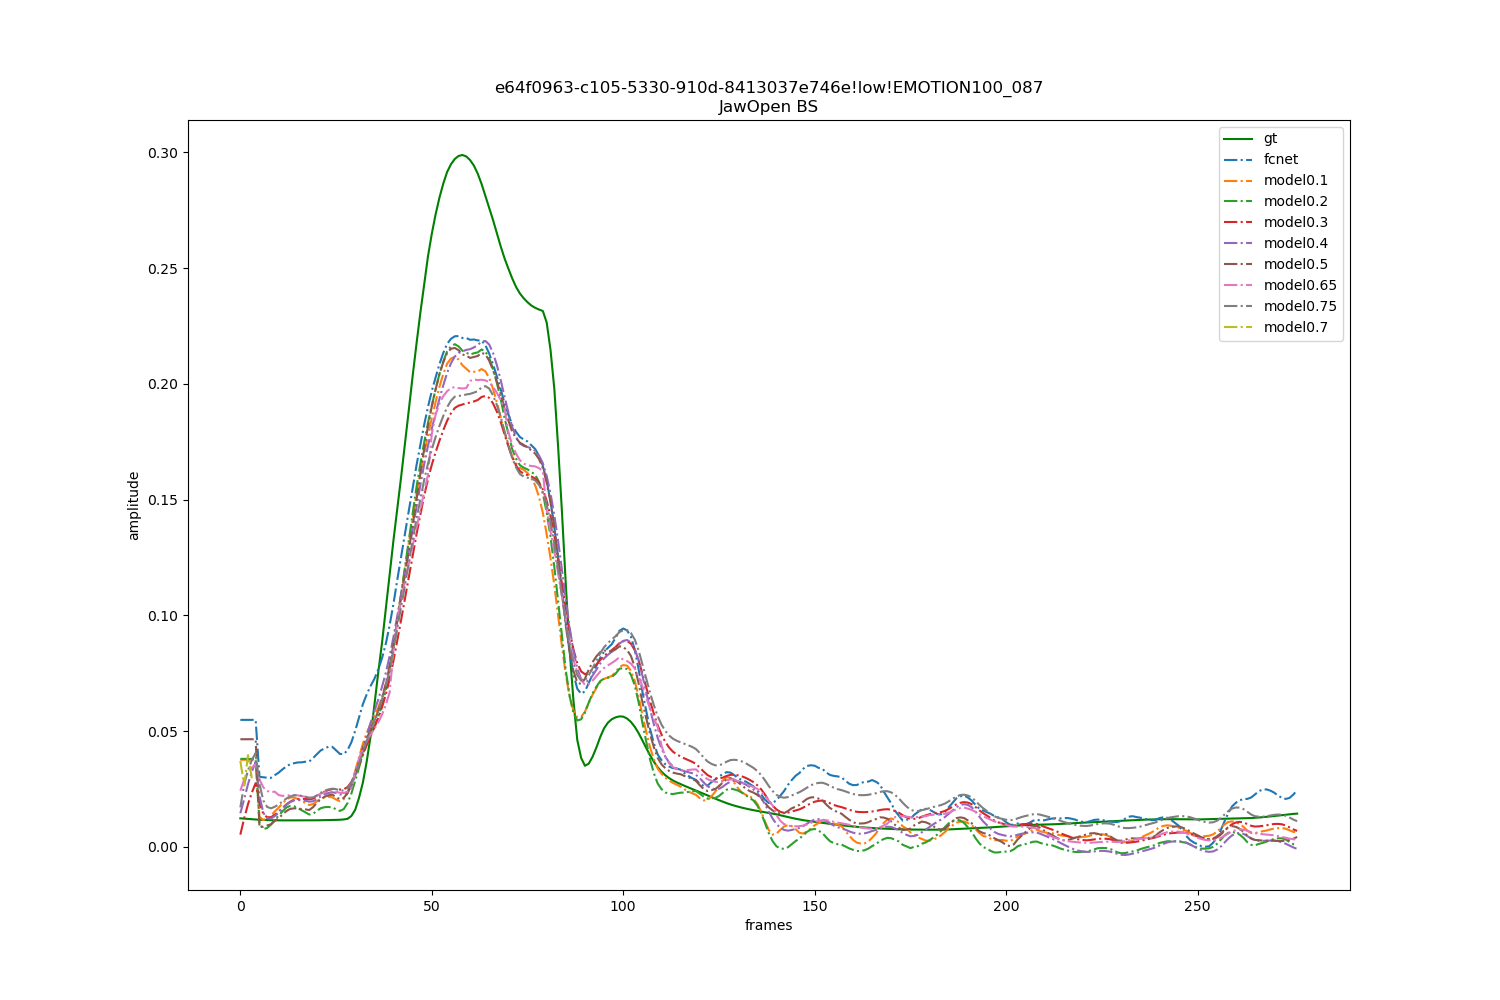 e64f0963-c105-5330-910d-8413037e746e!low!EMOTION100_087
JawOpen BS
gt
fcnet
model0.1
model0.2
model0.3
model0.4
model0.5
model0.65
model0.75
model0.7
0.30
0.25
0.20
0.15
0.10
0.05
0.00
amplitude
0
50
100
150
200
250
frames